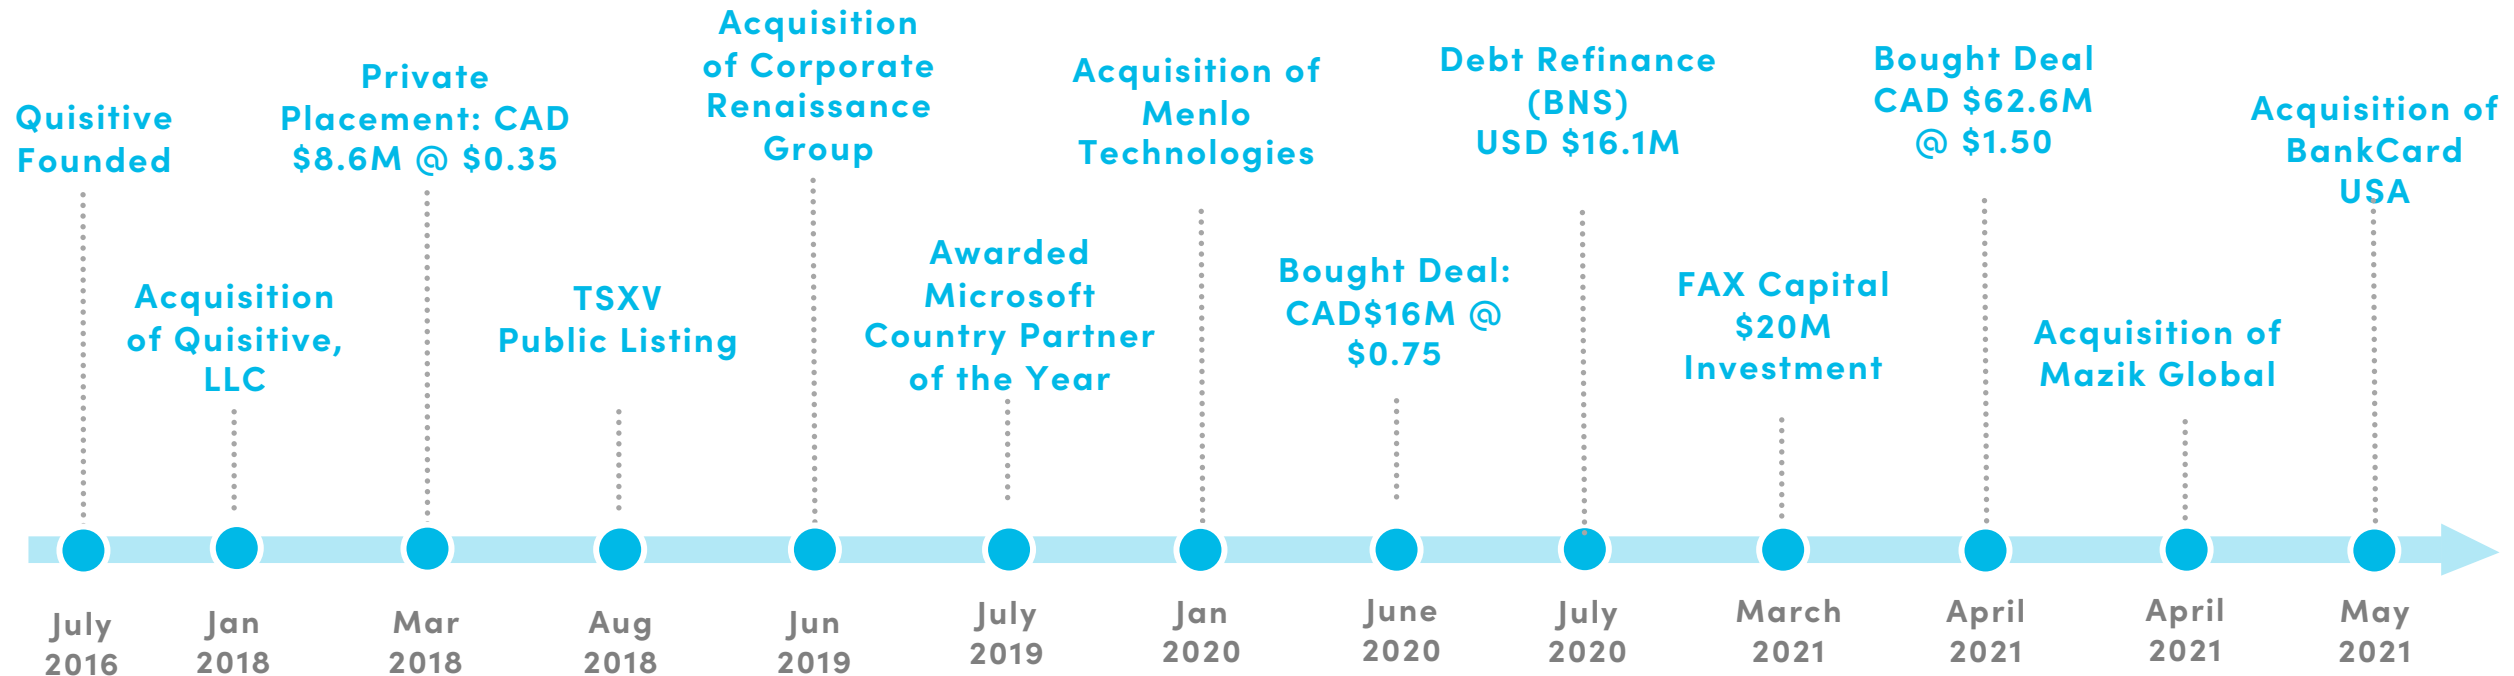 Quisitive
Founded
July
2016
Acquisition
of Quisitive,
LLC
Jan
2018
Private
Placement: CAD
$8.6M @ $0.35
Mar
2018
TSXV
Public Listing
Aug
2018
Acquisition
of Corporate
Renaissance
Group
Jun
2019
Awarded
Microsoft
Country Partner
of the Year
July
2019
Acquisition of
Menlo
Technologies
Jan
2020
Bought Deal:
CAD$16M @
$0.75
June
2020
Debt Refinance
(BNS)
USD $16.1M
July
2020
FAX Capital
$20M
Investment
March
2021
Bought Deal
CAD $62.6M
@ $1.50
April
2021
Acquisition of
Mazik Global
April
2021
Acquisition of
BankCard
USA
May
2021